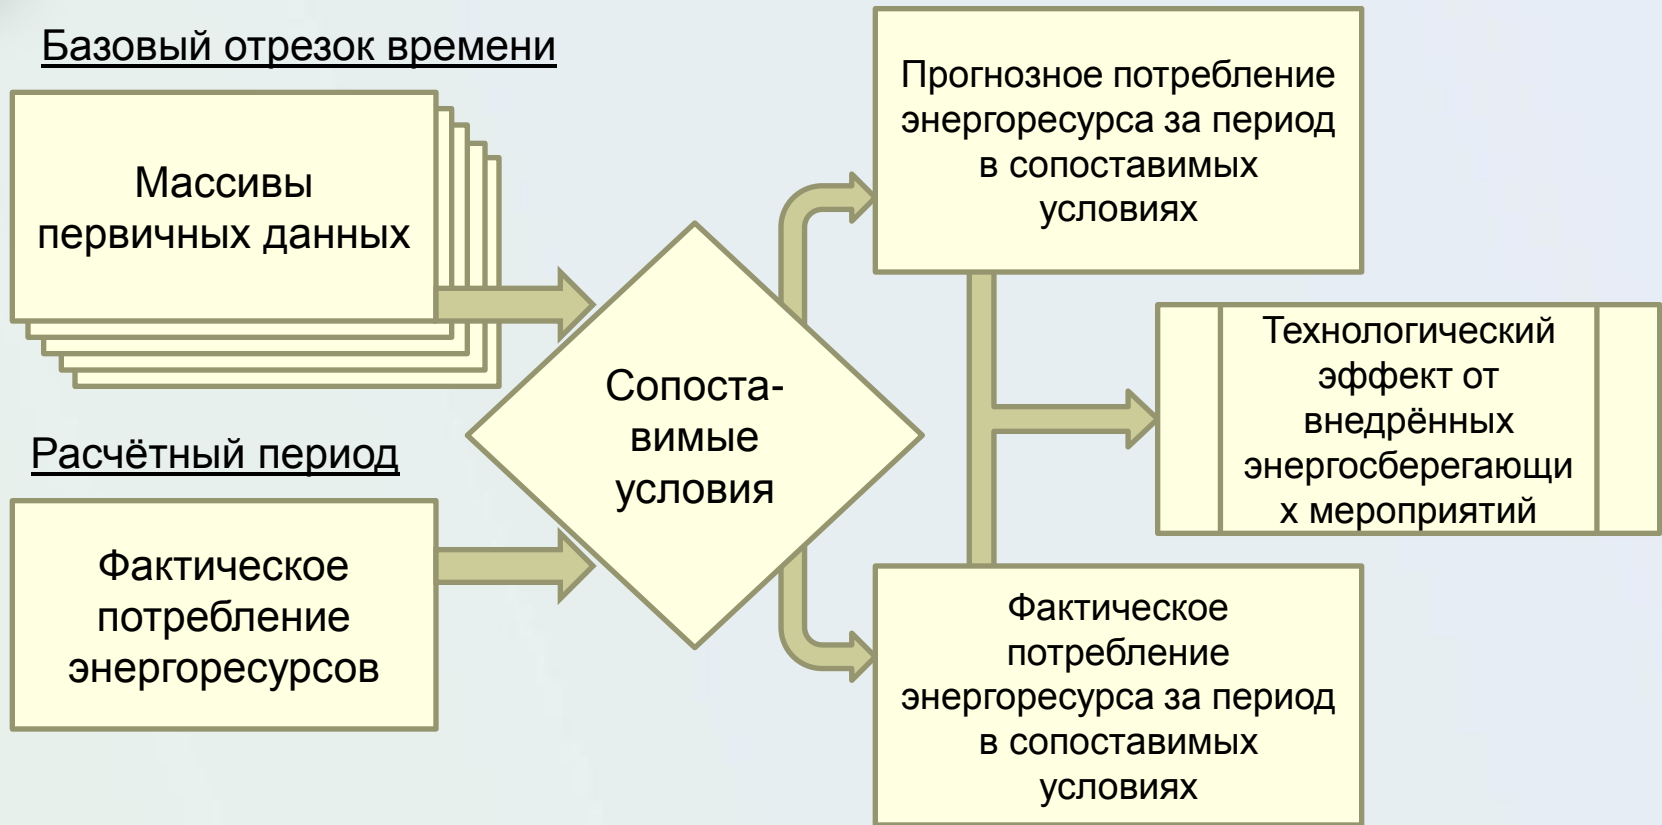 Базовый отрезок времени
Массивы
первичных данных
Расчётный период
Фактическое
потребление
энергоресурсов
Сопоста-
вимые
условия
Прогнозное потребление
энергоресурса за период
в сопоставимых
условиях
Технологический
эффект от
внедрённых
энергосберегающи
х мероприятий
Фактическое
потребление
энергоресурса за период
в сопоставимых
условиях